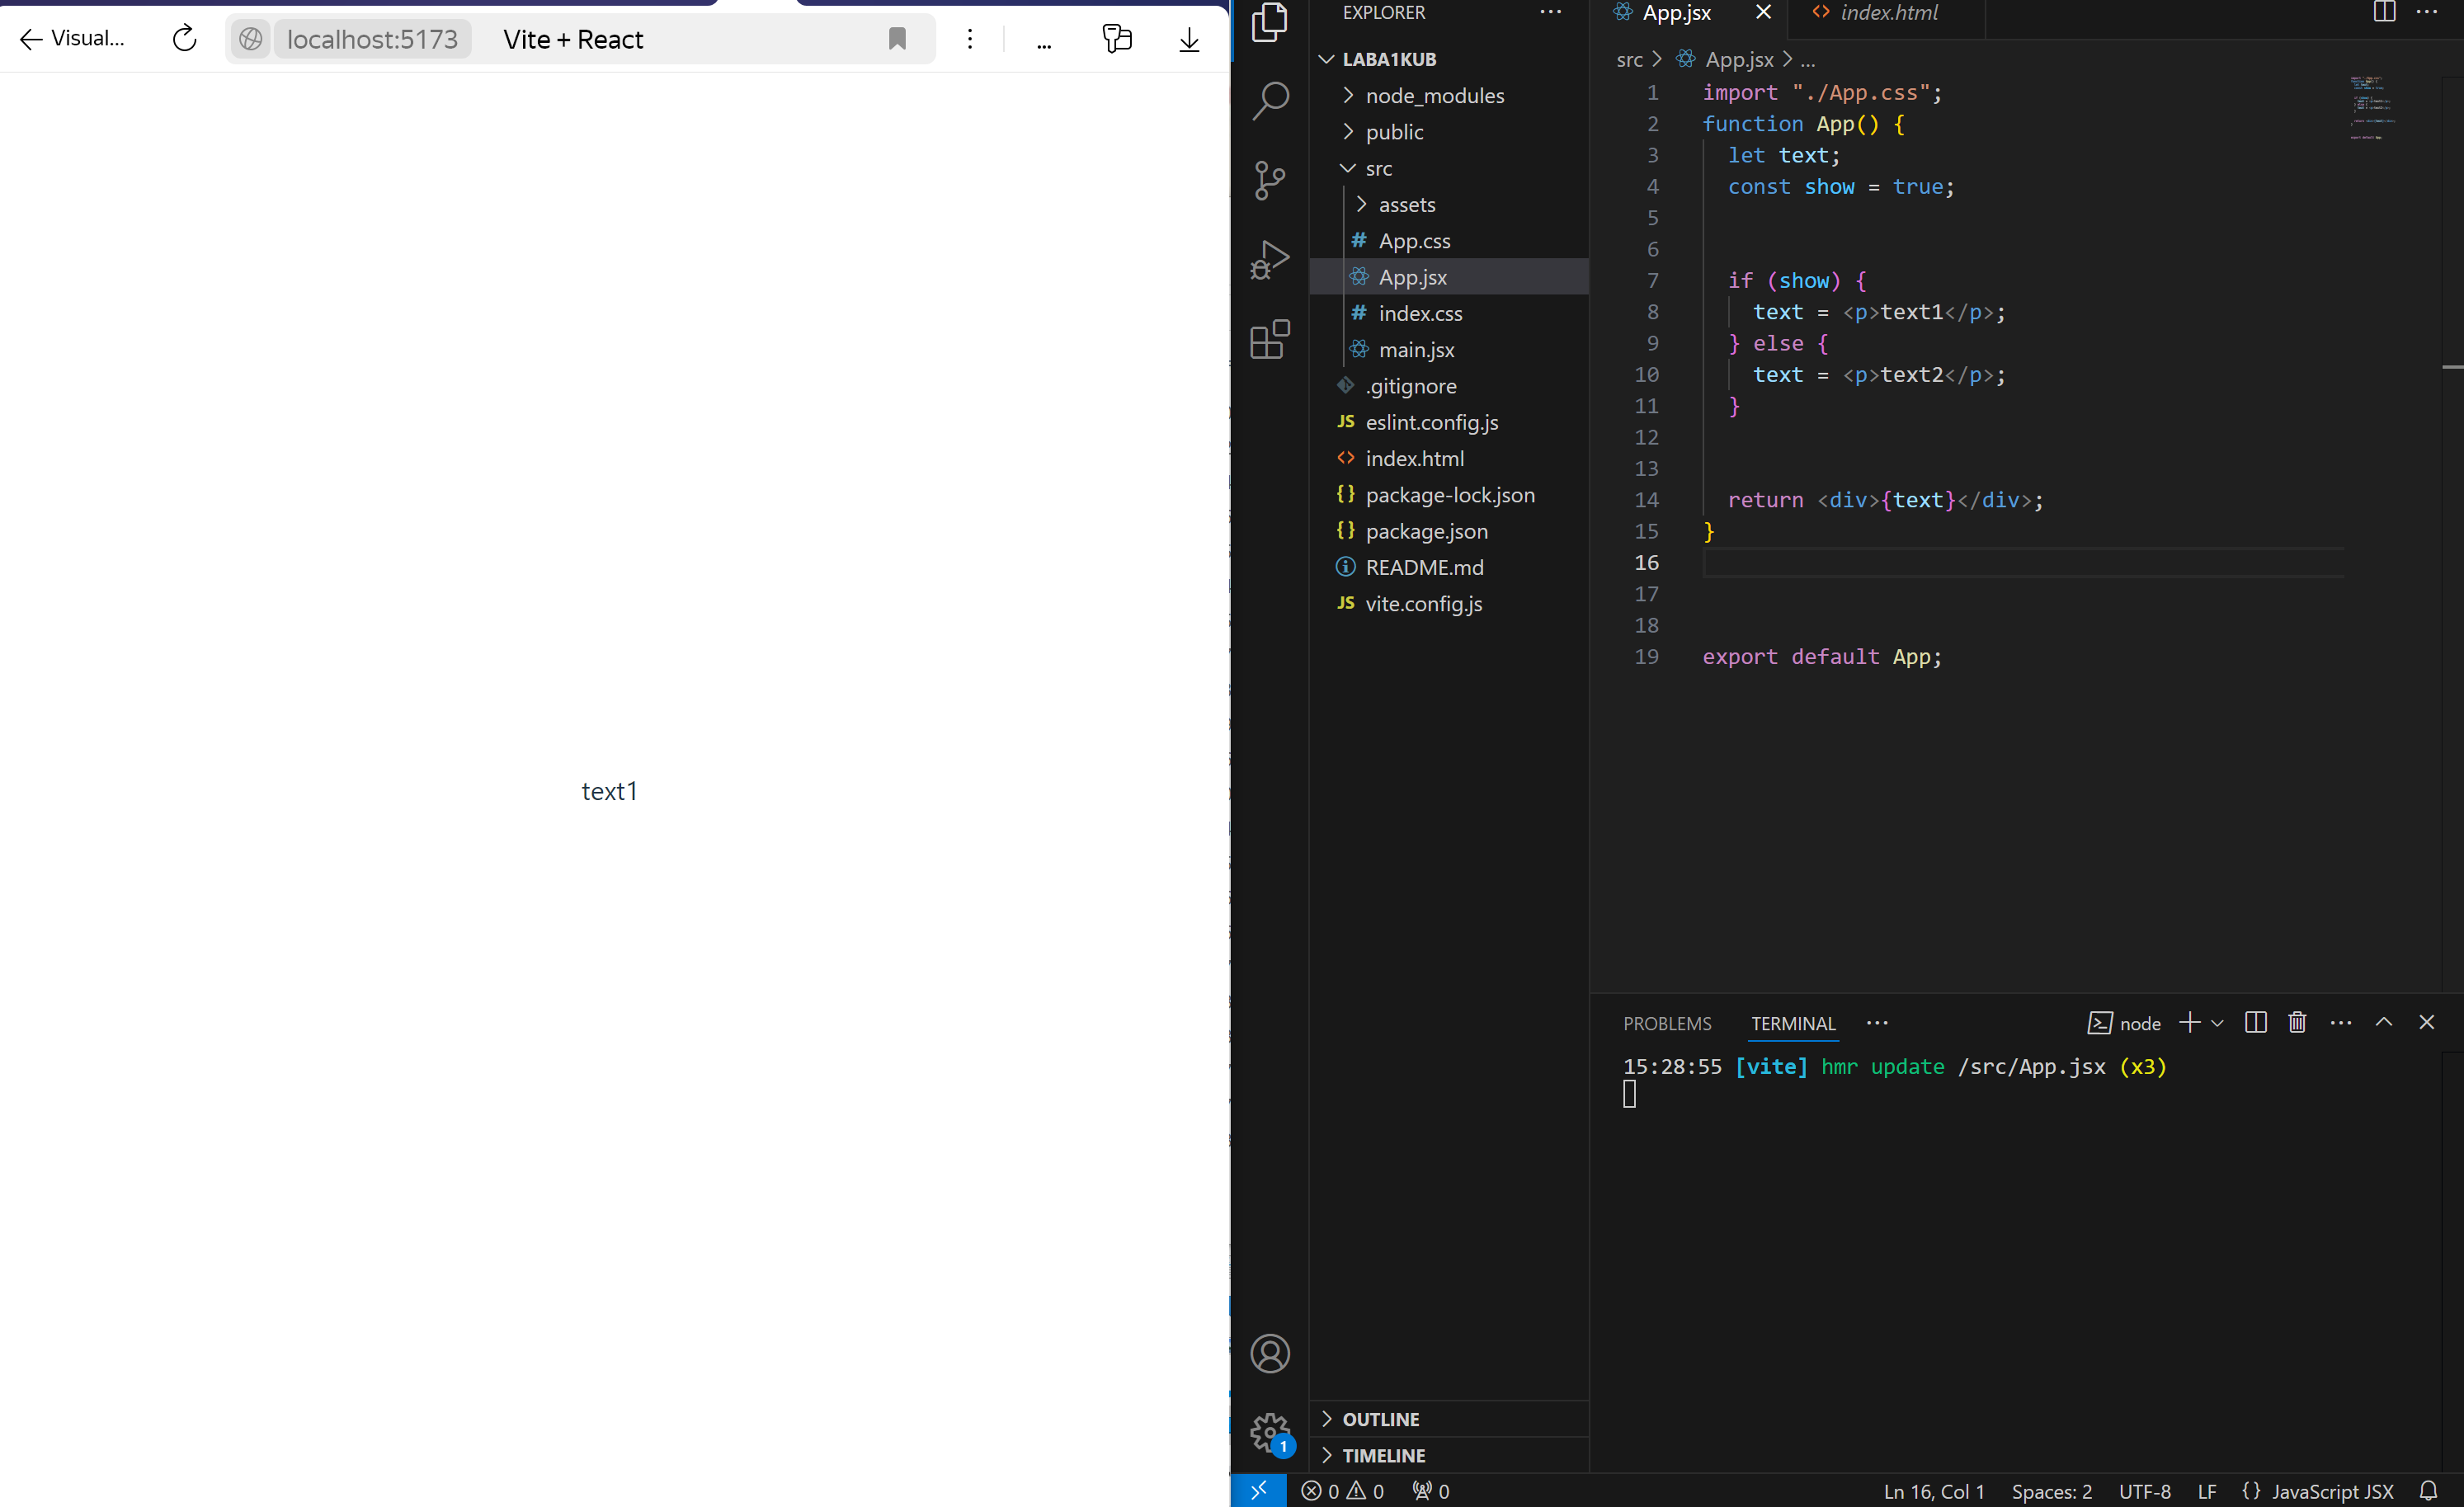 Visual...
localhost:5173
Vite + React
...
text1
EXPLORER
LABA1KUB
node_modules
public
src
assets
# App.css
App.jsx
# index.css
main.jsx
.gitignore
JS eslint.config.js
<> index.html
{} package-lock.json
{} package.json
README.md
JS vite.config.js
OUTLINE
TIMELINE
1
App.jsx
<> index.html
src > App.jsx > ...
1 import "./App.css";
2 function App() {
3 let text;
4 const show = true;
5
6
7 if (show) {
8 text = <p>text1</p>;
9 } else {
10 text = <p>text2</p>;
11 }
12
13
14 return <div>{text}</div>;
15 }
16
17
18
19 export default App;
PROBLEMS
TERMINAL
node
15:28:55 [vite] hmr update /src/App.jsx (x3)
0 0
0
Ln 16, Col 1
Spaces: 2
UTF-8
LF
{} JavaScript JSX